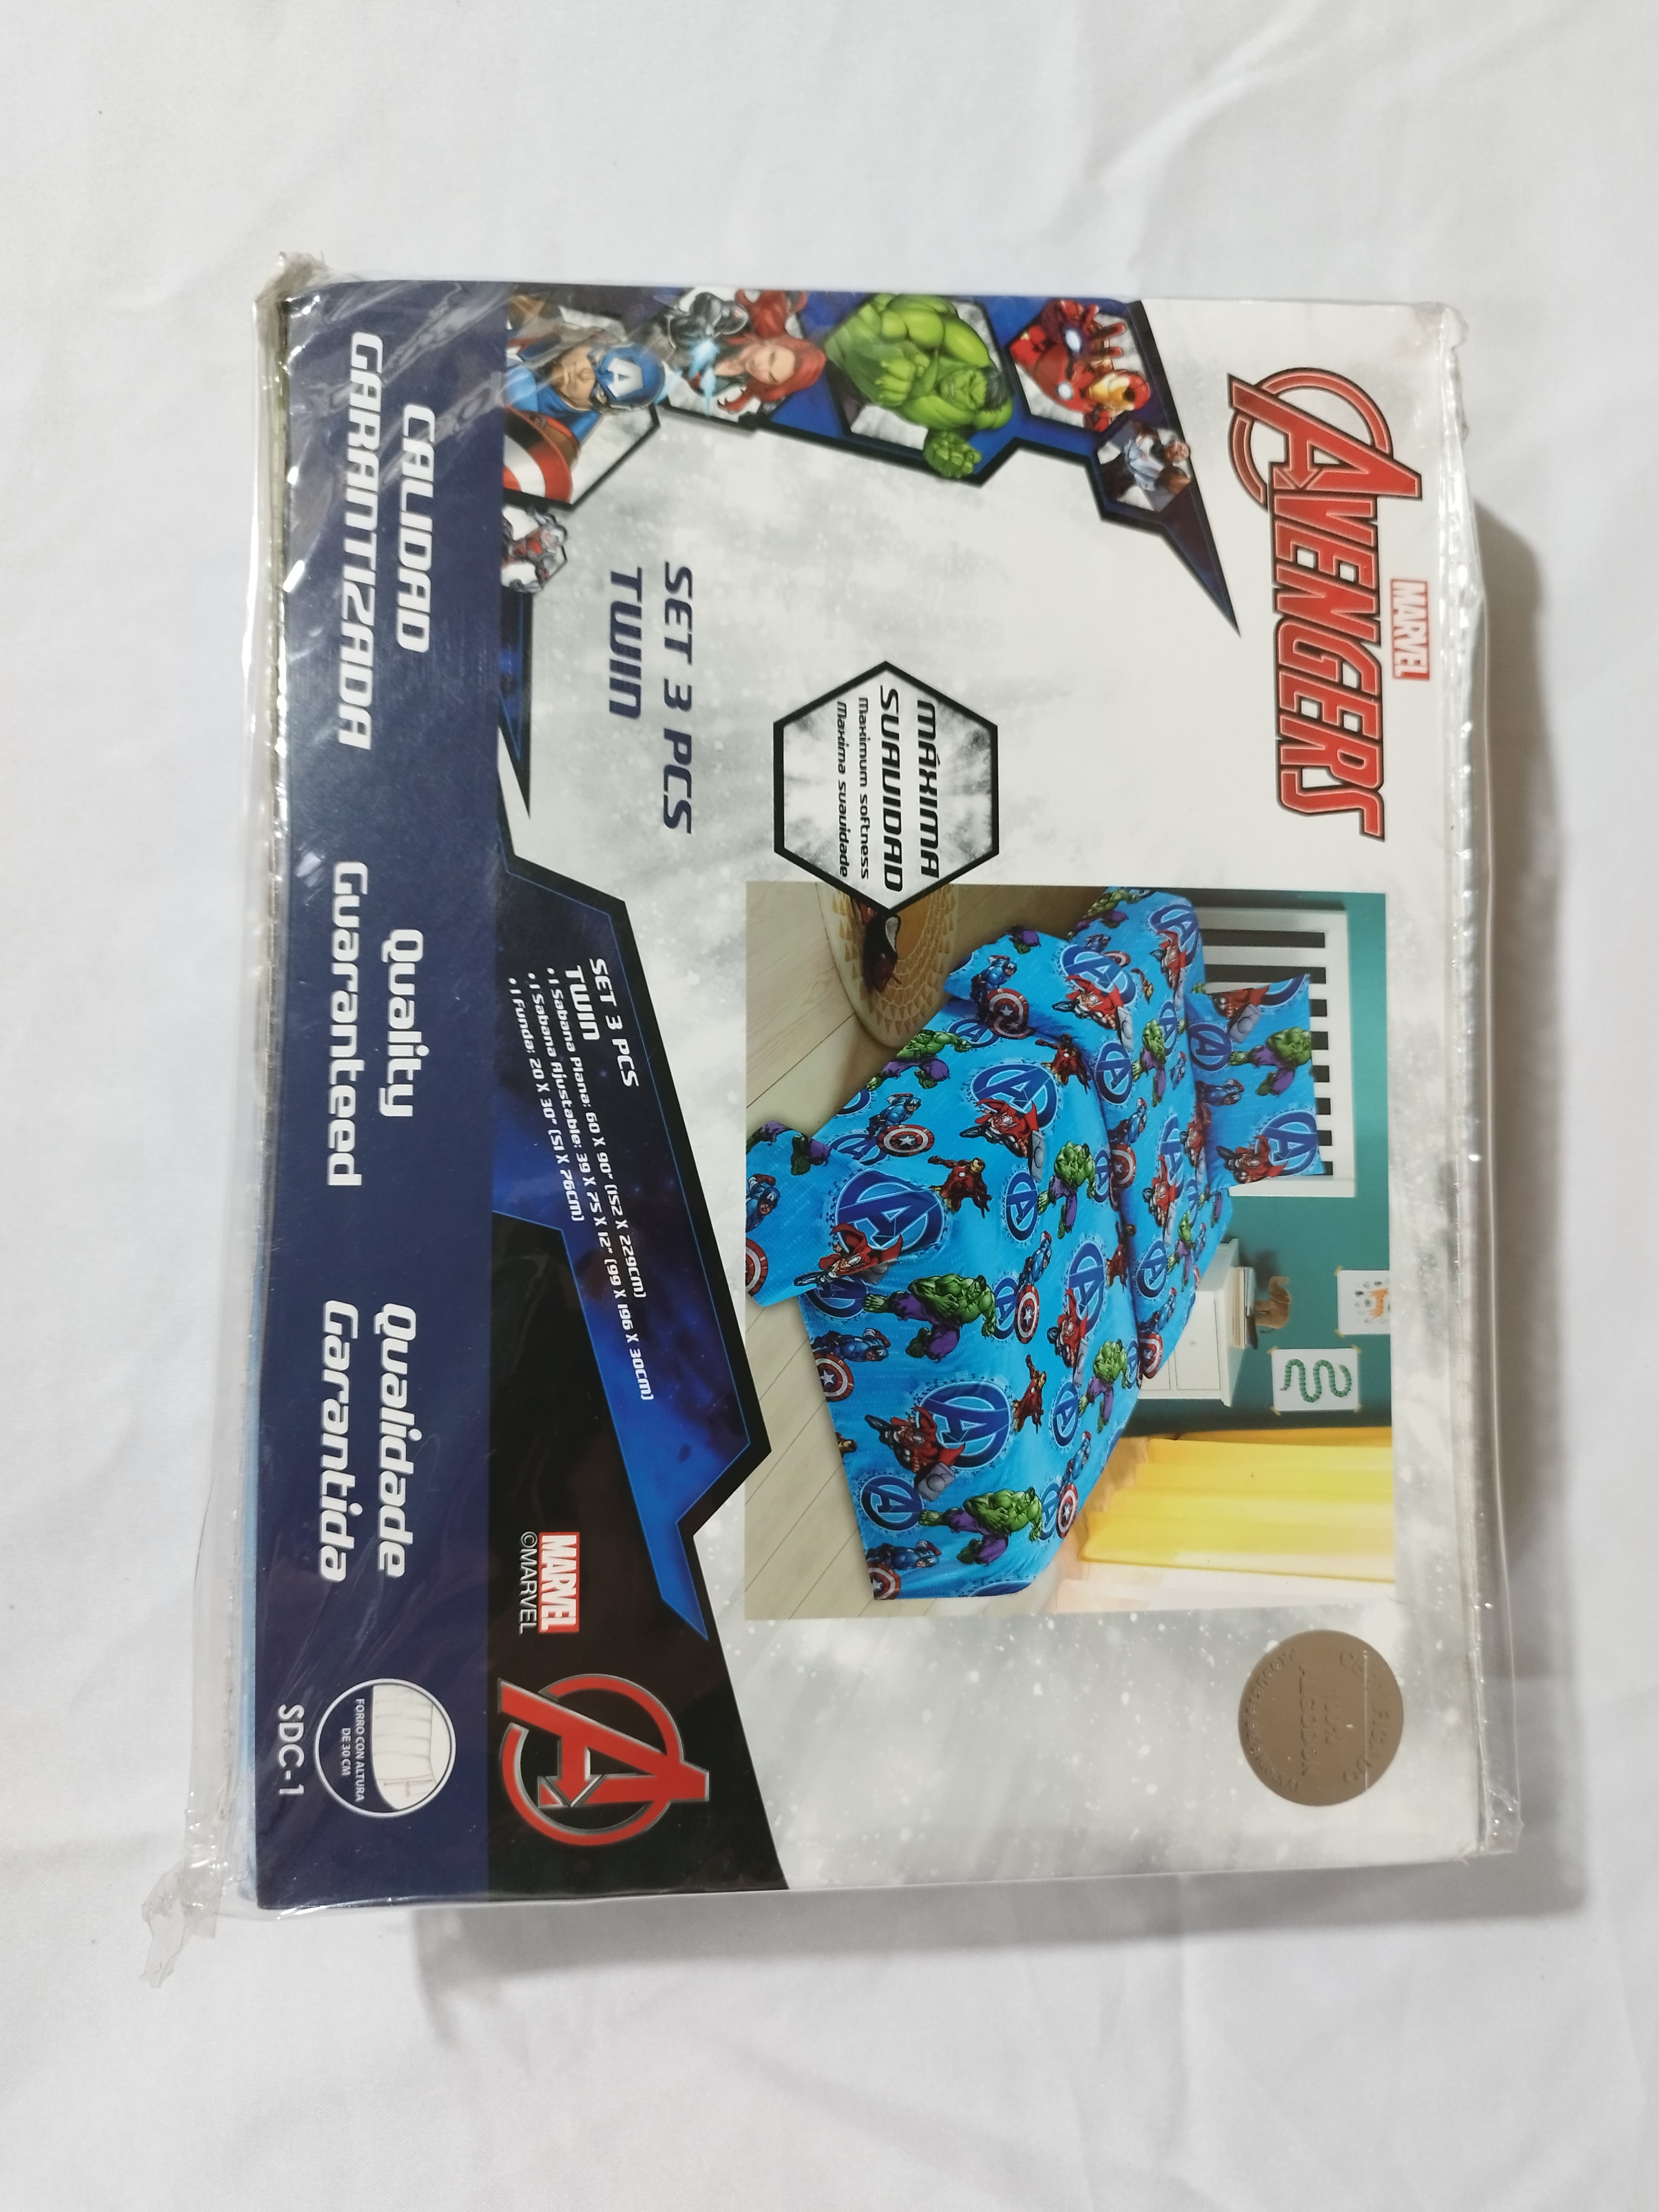 MARVEL
AVENGERS
MÁXIMA
SUAVIDAD
Maximum softness
Maxima suavidade
SET 3 PCS
TWIN
SET 3 PCS
TWIN
• 1 Sabana Plana: 60 X 90" (152 X 229cm)
• 1 Sabana Ajustable: 39 X 75 X 12" (99 X 196 X 30cm)
• 1 Funda: 20 X 30" (51 X 76cm)
MARVEL
©MARVEL
CALIDAD
GARANTIZADA
Quality
Guaranteed
Qualidade
Garantida
FORRO CON ALTURA
DE 30 CM
SDC-1